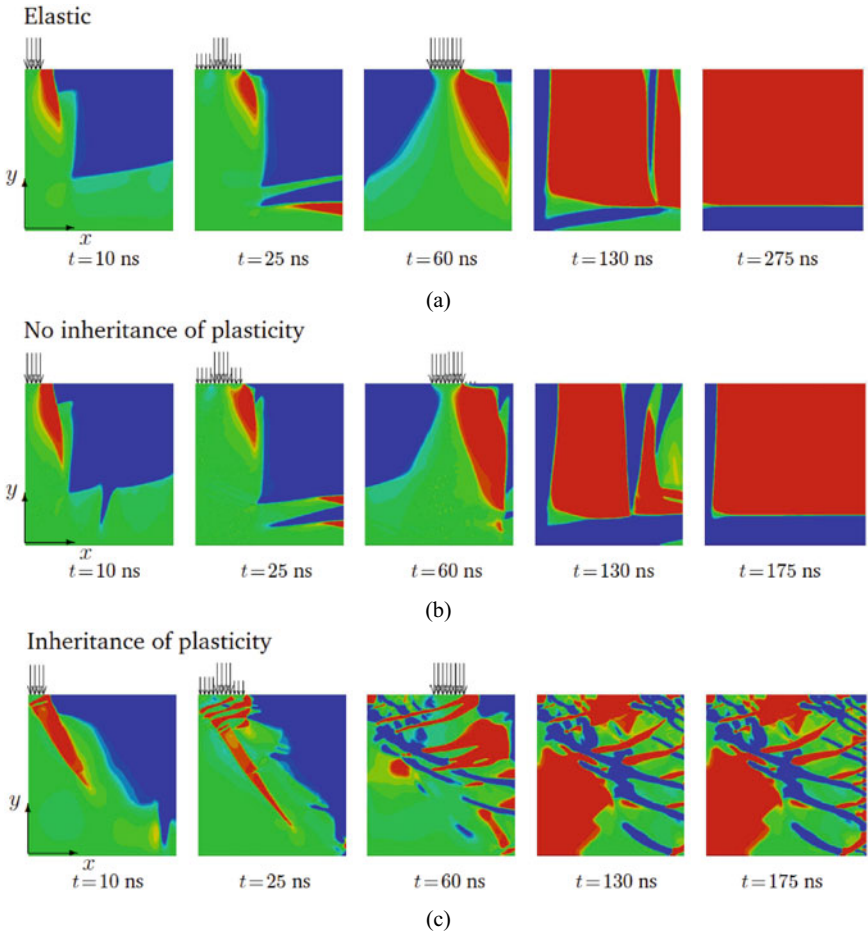 Elastic
y
x
t = 10 ns
t = 25 ns
t = 60 ns
t = 130 ns
t = 275 ns
(a)
No inheritance of plasticity
y
x
t = 10 ns
t = 25 ns
t = 60 ns
t = 130 ns
t = 175 ns
(b)
Inheritance of plasticity
y
x
t = 10 ns
t = 25 ns
t = 60 ns
t = 130 ns
t = 175 ns
(c)